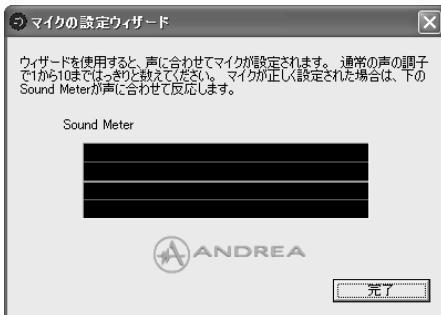 マイクの設定ウィザード
ウィザードを使用すると、声に合わせてマイクが設定されます。 通常の声の調子
で1から10まではっきりと数えてください。 マイクが正しく設定された場合は、下の
Sound Meterが声に合わせて反応します。
Sound Meter
ANDREA
完了